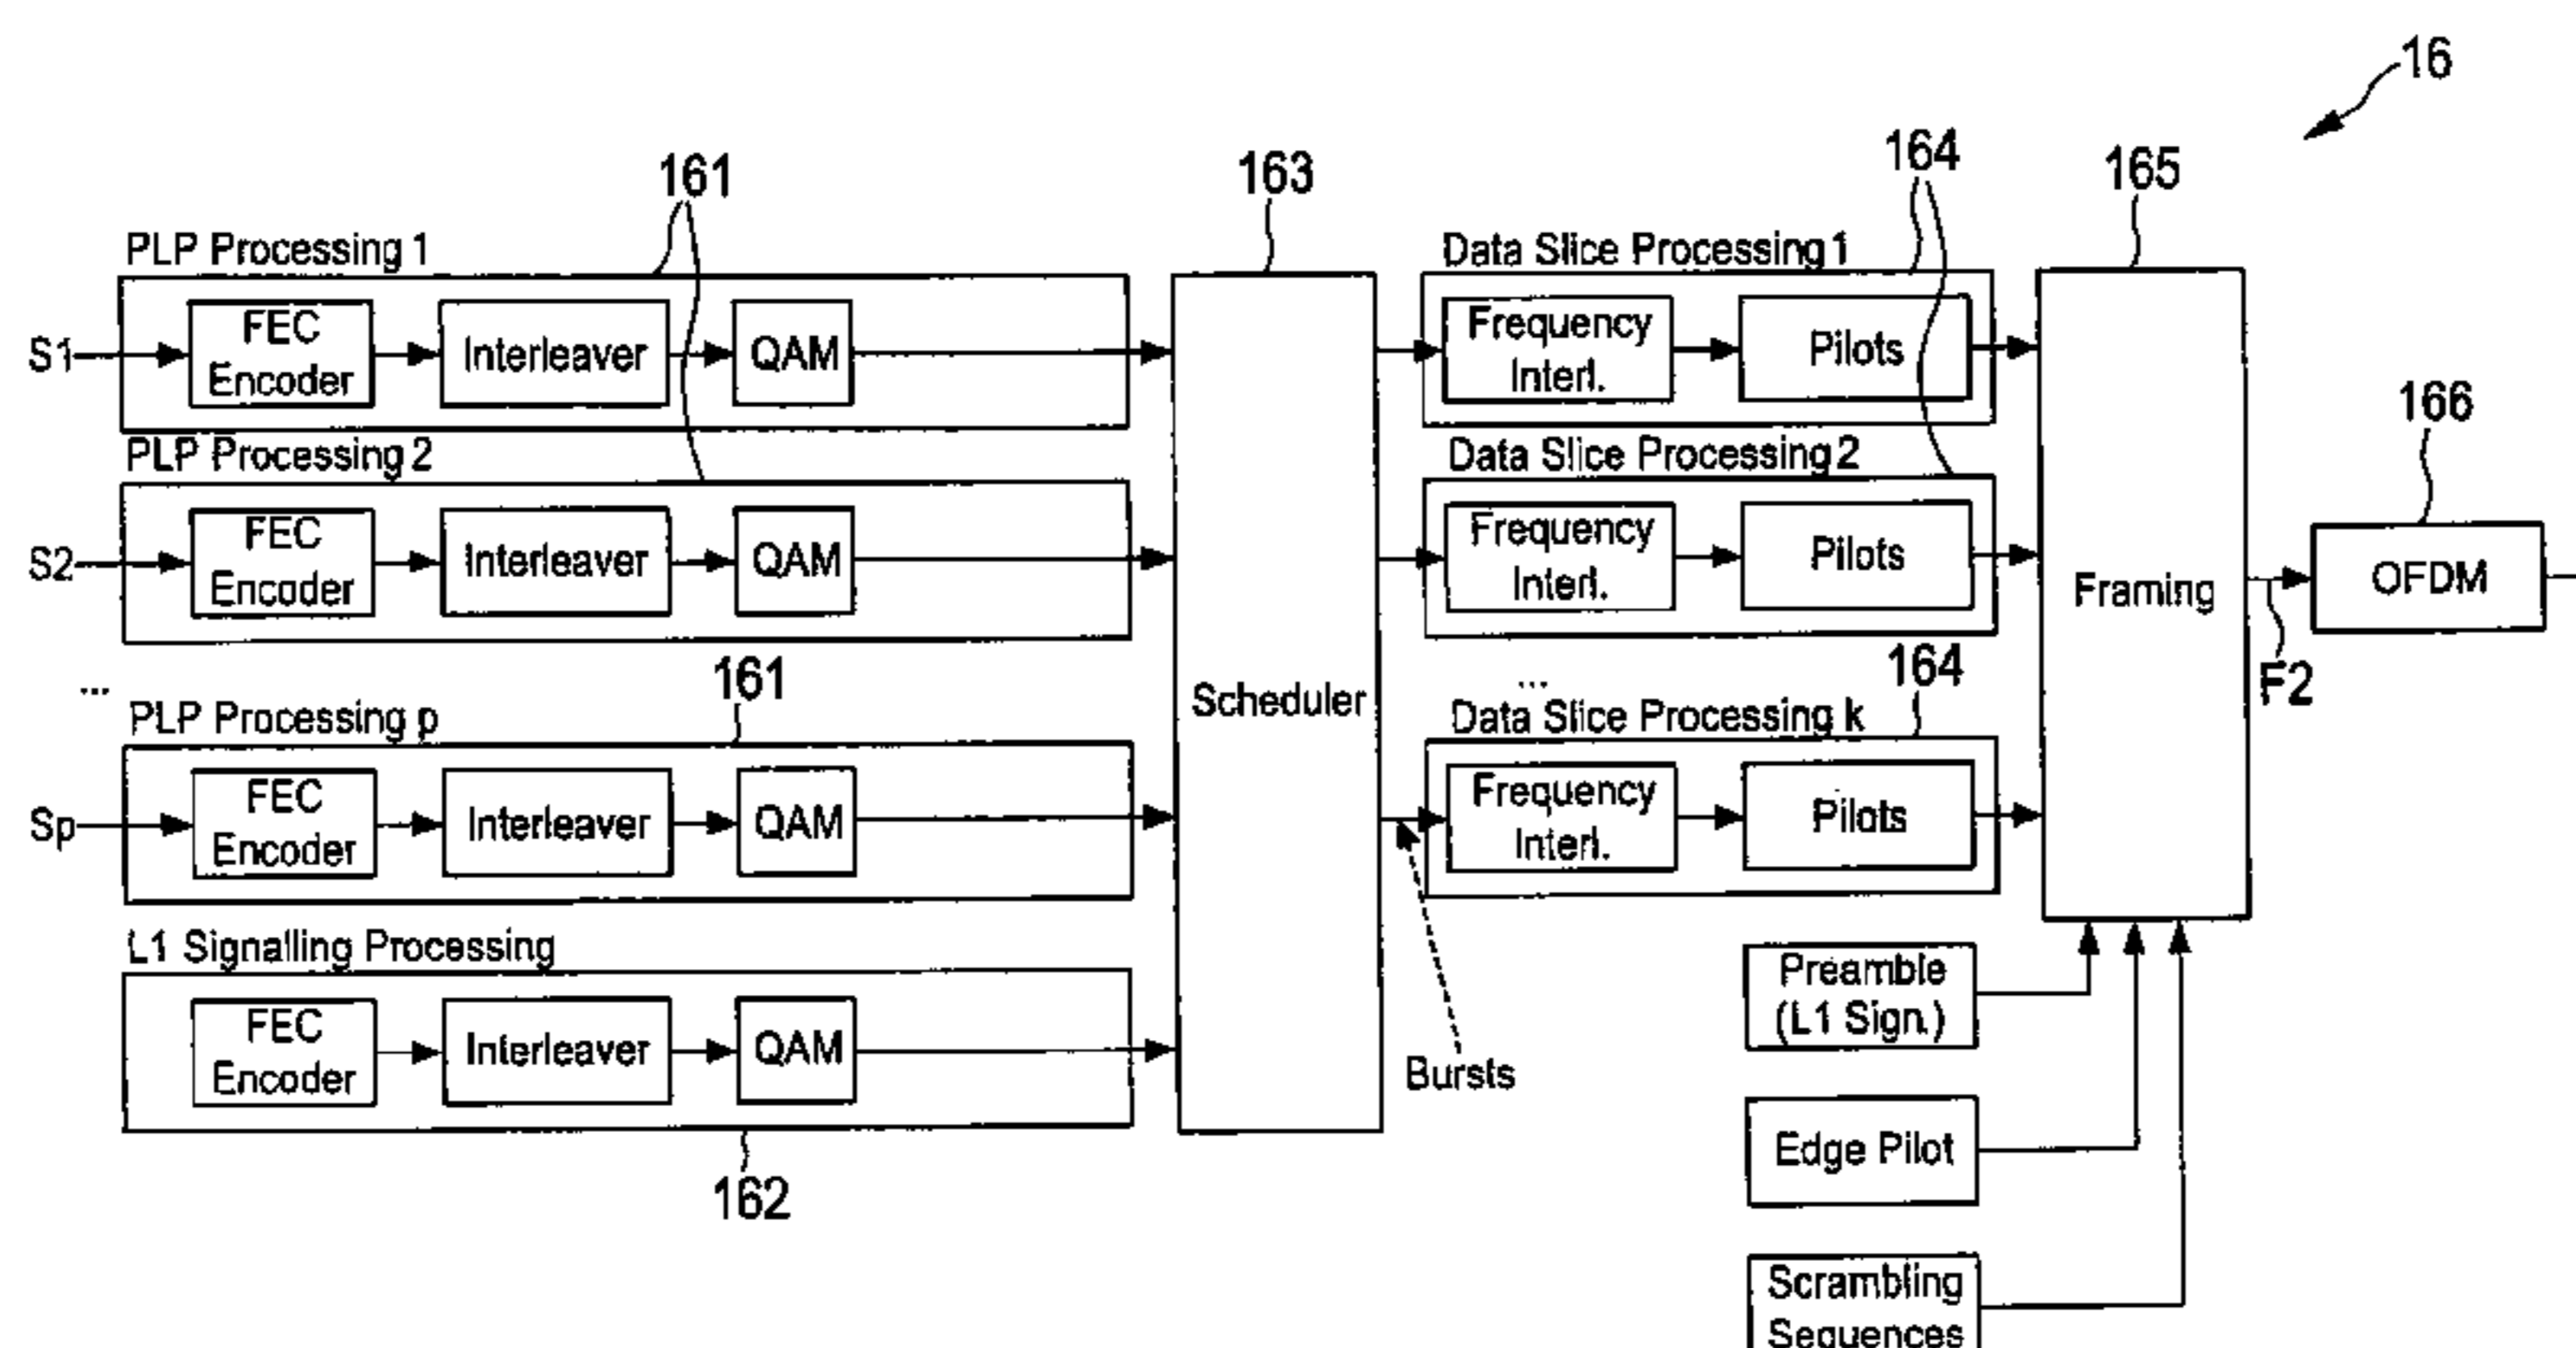 16
161
163
164
165
PLP Processing 1
Data Slice Processing 1
S1
FEC
Encoder
Interleaver
QAM
Frequency
Interl.
Pilots
166
PLP Processing 2
Data Slice Processing 2
S2
FEC
Encoder
Interleaver
QAM
Frequency
Interl.
Pilots
Framing
OFDM
F2
...
161
Scheduler
...
164
PLP Processing p
Data Slice Processing k
Sp
FEC
Encoder
Interleaver
QAM
Frequency
Interl.
Pilots
L1 Signalling Processing
FEC
Encoder
Interleaver
QAM
Bursts
Preamble
(L1 Sign.)
162
Edge Pilot
Scrambling
Sequences